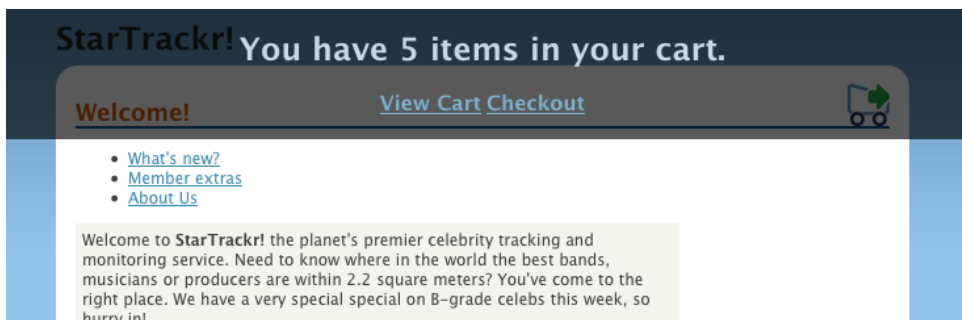 StarTrackr!
You have 5 items in your cart.
View Cart Checkout
Welcome!
What's new?
Member extras
About Us
Welcome to StarTrackr! the planet's premier celebrity tracking and
monitoring service. Need to know where in the world the best bands,
musicians or producers are within 2.2 square meters? You've come to the
right place. We have a very special special on B-grade celebs this week, so
hurry in!